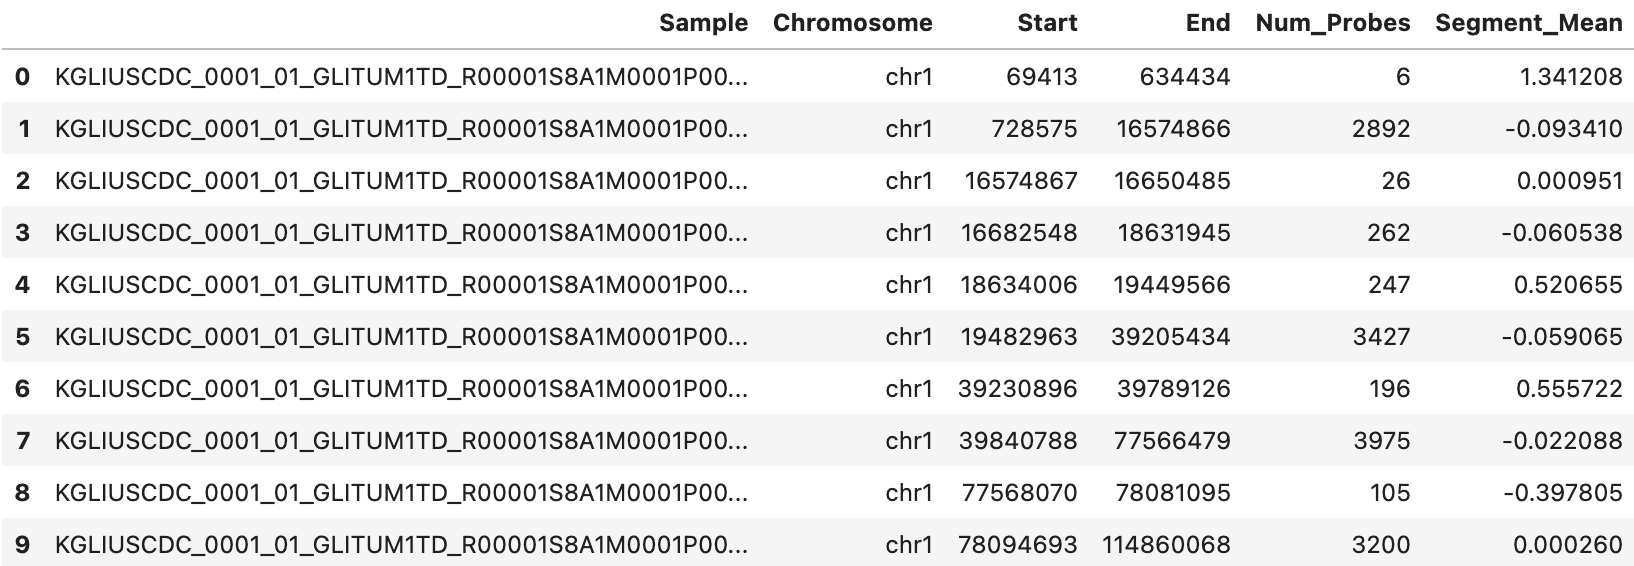 Sample Chromosome Start End Num_Probes Segment_Mean
0 KGLIUSCDC_0001_01_GLITUM1TD_R00001S8A1M0001P00... chr1 69413 634434 6 1.341208
1 KGLIUSCDC_0001_01_GLITUM1TD_R00001S8A1M0001P00... chr1 728575 16574866 2892 -0.093410
2 KGLIUSCDC_0001_01_GLITUM1TD_R00001S8A1M0001P00... chr1 16574867 16650485 26 0.000951
3 KGLIUSCDC_0001_01_GLITUM1TD_R00001S8A1M0001P00... chr1 16682548 18631945 262 -0.060538
4 KGLIUSCDC_0001_01_GLITUM1TD_R00001S8A1M0001P00... chr1 18634006 19449566 247 0.520655
5 KGLIUSCDC_0001_01_GLITUM1TD_R00001S8A1M0001P00... chr1 19482963 39205434 3427 -0.059065
6 KGLIUSCDC_0001_01_GLITUM1TD_R00001S8A1M0001P00... chr1 39230896 39789126 196 0.555722
7 KGLIUSCDC_0001_01_GLITUM1TD_R00001S8A1M0001P00... chr1 39840788 77566479 3975 -0.022088
8 KGLIUSCDC_0001_01_GLITUM1TD_R00001S8A1M0001P00... chr1 77568070 78081095 105 -0.397805
9 KGLIUSCDC_0001_01_GLITUM1TD_R00001S8A1M0001P00... chr1 78094693 114860068 3200 0.000260